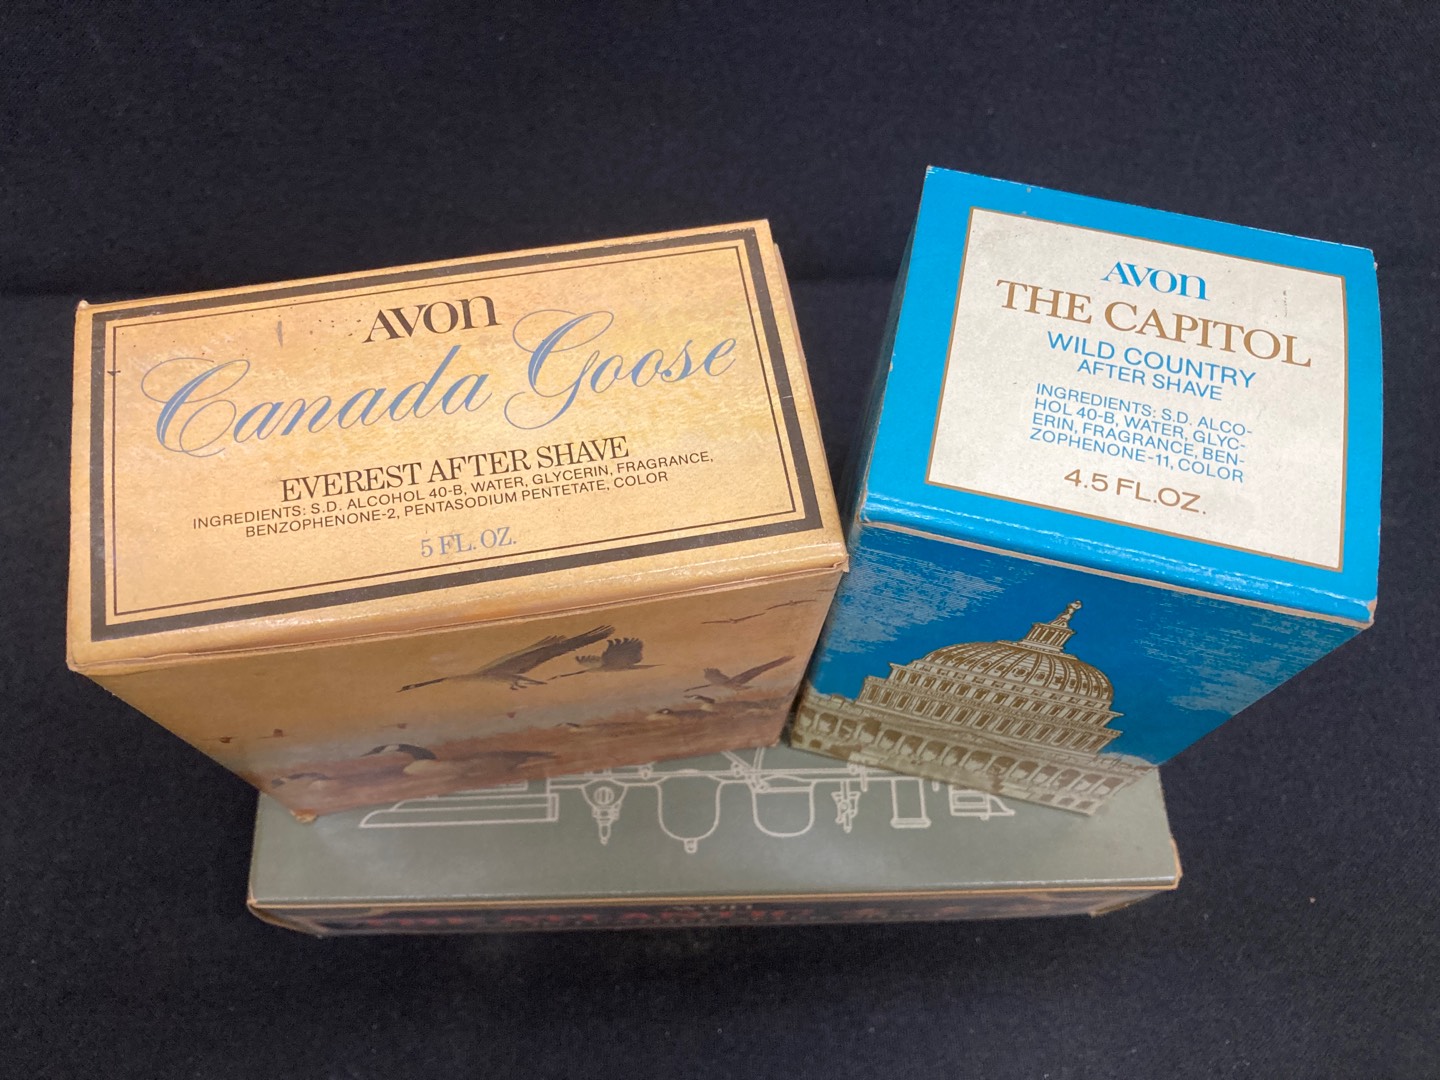 AVON
Canada Goose
EVEREST AFTER SHAVE
INGREDIENTS: S.D. ALCOHOL 40-B, WATER, GLYCERIN, FRAGRANCE,
BENZOPHENONE-2, PENTASODIUM PENTETATE, COLOR
5 FL. OZ.
AVON
THE CAPITOL
WILD COUNTRY
AFTER SHAVE
INGREDIENTS: S.D. ALCO-
HOL 40-B, WATER, GLYC-
ERIN, FRAGRANCE, BEN-
ZOPHENONE-11, COLOR
4.5 FL.OZ.